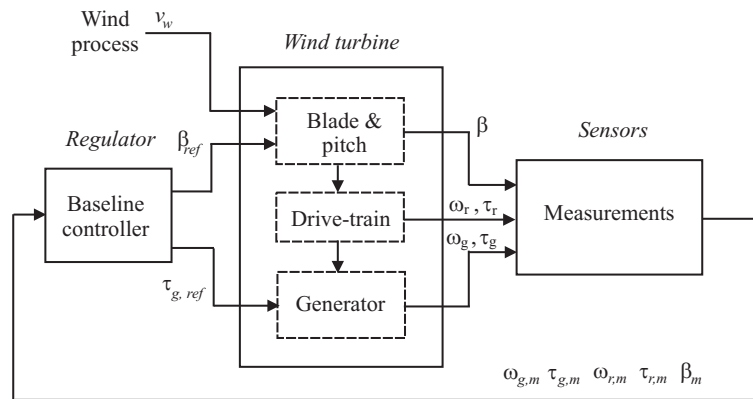 Wind process
v_w
Wind turbine
Regulator
β_ref
Blade &
pitch
β
Sensors
Baseline
controller
Drive-train
ω_r , τ_r
Measurements
ω_g , τ_g
τ_g, ref
Generator
ω_g,m τ_g,m ω_r,m τ_r,m β_m